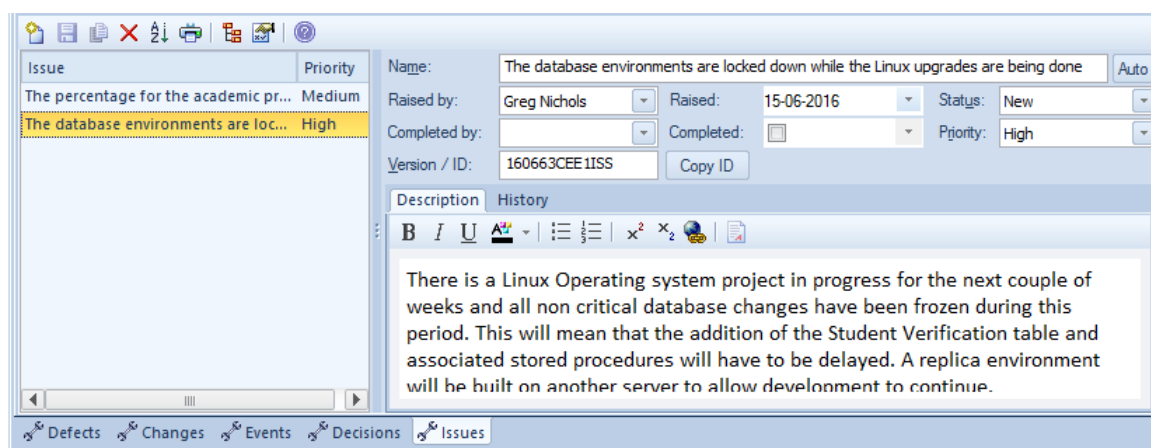 Issue Priority
The percentage for the academic pr... Medium
The database environments are loc... High
Name: The database environments are locked down while the Linux upgrades are being done Auto
Raised by: Greg Nichols Raised: 15-06-2016 Status: New
Completed by: Completed: Priority: High
Version / ID: 160663CEE1ISS Copy ID
Description History
B I U A x² x₂
There is a Linux Operating system project in progress for the next couple of
weeks and all non critical database changes have been frozen during this
period. This will mean that the addition of the Student Verification table and
associated stored procedures will have to be delayed. A replica environment
will be built on another server to allow development to continue.
Defects Changes Events Decisions Issues